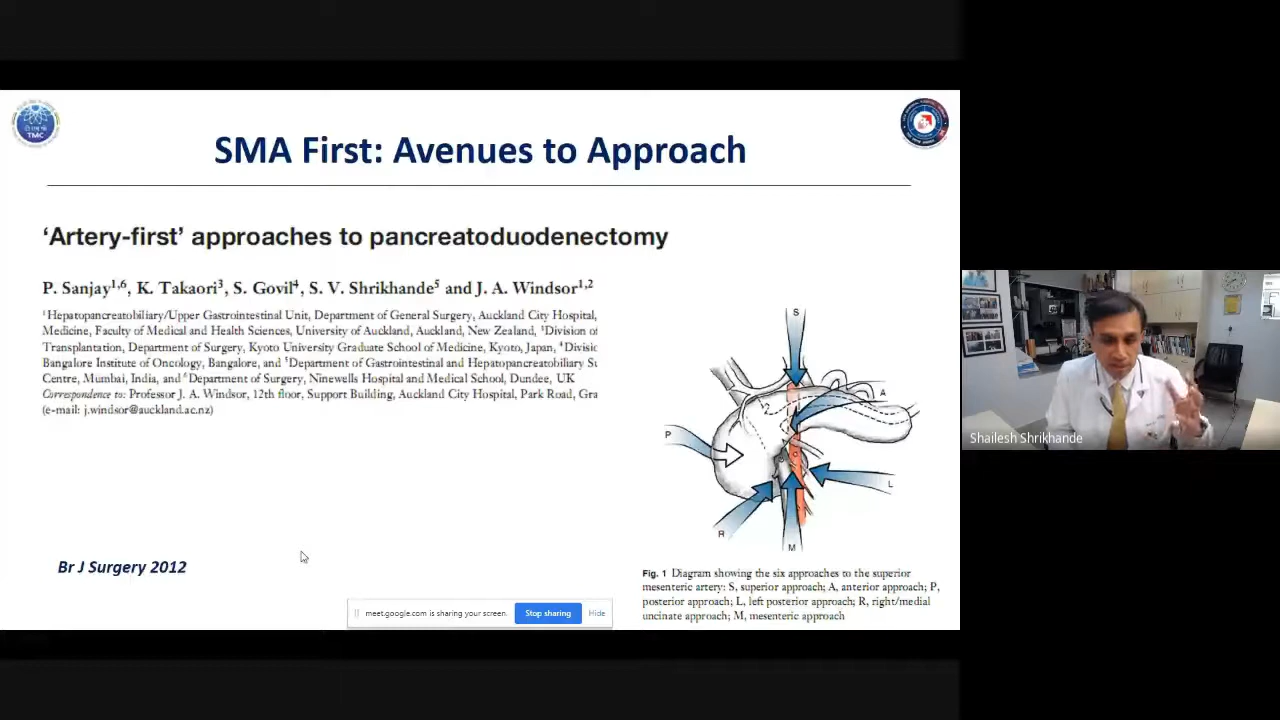 TMC
SMA First: Avenues to Approach
‘Artery-first’ approaches to pancreatoduodenectomy
P. Sanjay1,6, K. Takaori3, S. Govil4, S. V. Shrikhande5 and J. A. Windsor1,2
1Hepatopancreatobiliary/Upper Gastrointestinal Unit, Department of General Surgery, Auckland City Hospital,
Medicine, Faculty of Medical and Health Sciences, University of Auckland, Auckland, New Zealand, 3Division of
Transplantation, Department of Surgery, Kyoto University Graduate School of Medicine, Kyoto, Japan, 4Divisic
Bangalore Institute of Oncology, Bangalore, and 5Department of Gastrointestinal and Hepatopancreatobiliary Su
Centre, Mumbai, India, and 6Department of Surgery, Ninewells Hospital and Medical School, Dundee, UK
Correspondence to: Professor J. A. Windsor, 12th floor, Support Building, Auckland City Hospital, Park Road, Gra
(e-mail: j.windsor@auckland.ac.nz)
S
A
P
L
R
M
Fig. 1 Diagram showing the six approaches to the superior
mesenteric artery: S, superior approach; A, anterior approach; P,
posterior approach; L, left posterior approach; R, right/medial
uncinate approach; M, mesenteric approach
Br J Surgery 2012
meet.google.com is sharing your screen.
Stop sharing
Hide
Shailesh Shrikhande